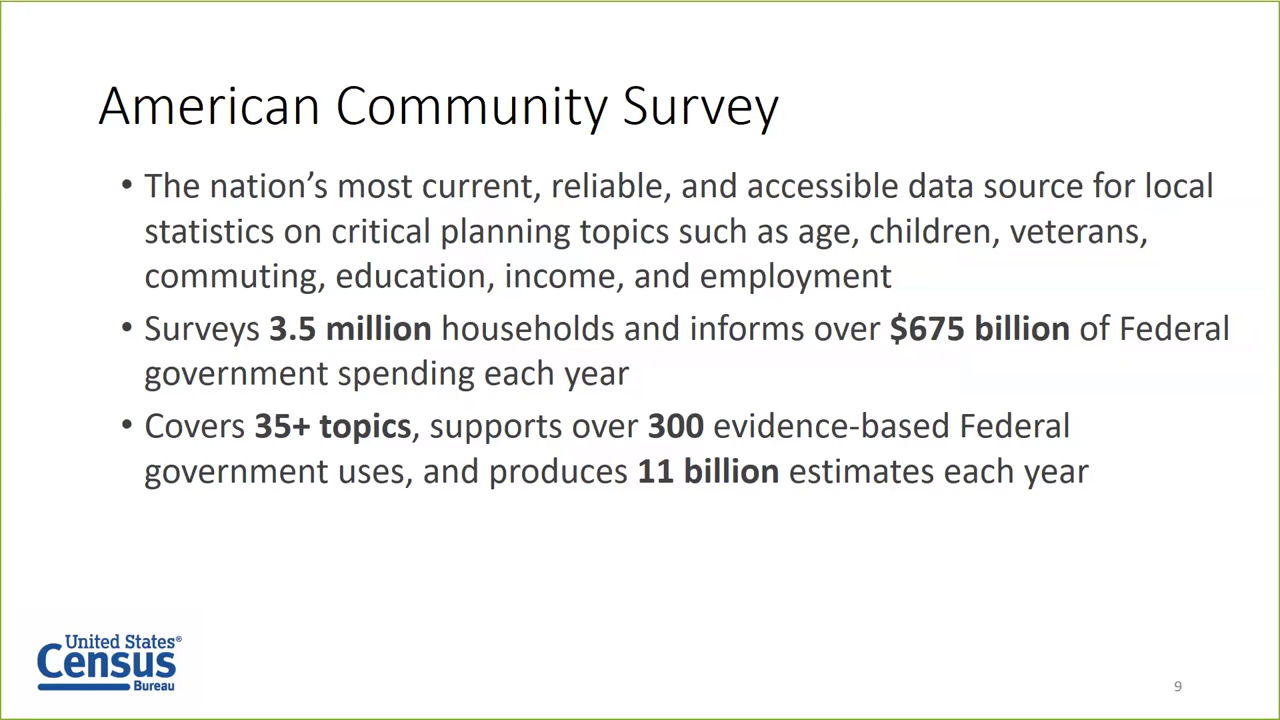 American Community Survey
• The nation’s most current, reliable, and accessible data source for local
statistics on critical planning topics such as age, children, veterans,
commuting, education, income, and employment
• Surveys 3.5 million households and informs over $675 billion of Federal
government spending each year
• Covers 35+ topics, supports over 300 evidence-based Federal
government uses, and produces 11 billion estimates each year
United States®
Census
Bureau
9